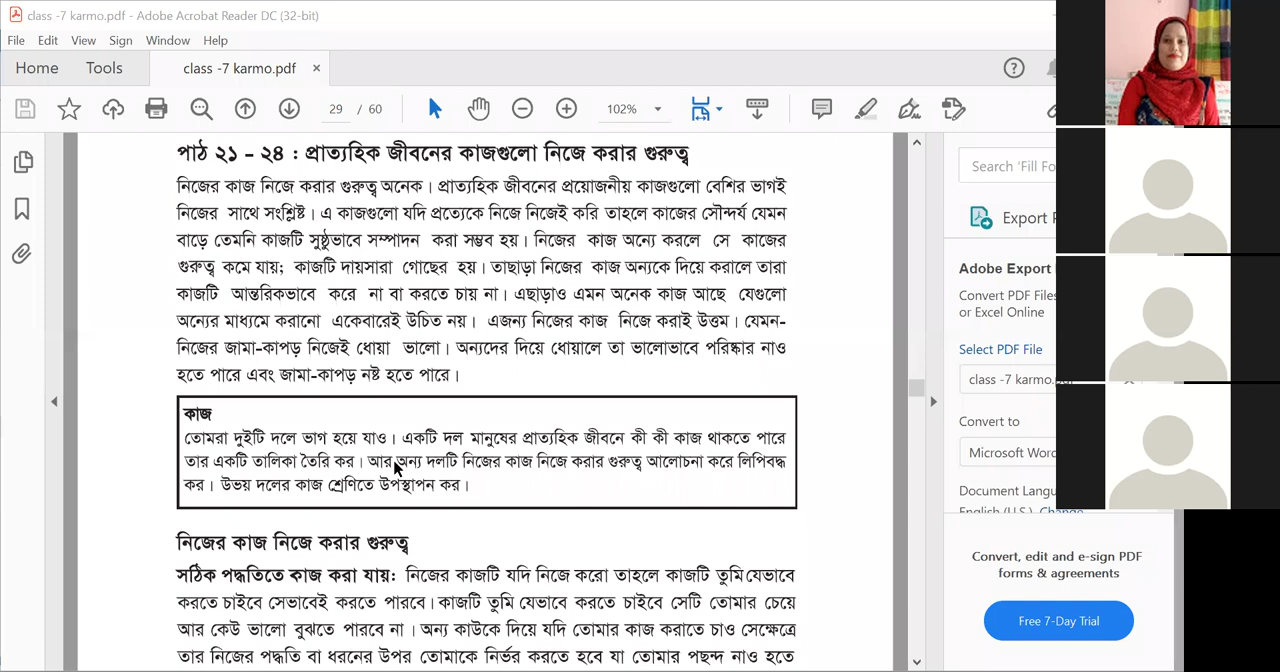 class -7 karmo.pdf - Adobe Acrobat Reader DC (32-bit)
File Edit View Sign Window Help
Home Tools class -7 karmo.pdf ×
29 / 60 102%
পাঠ ২১ – ২৪ : প্রাত্যহিক জীবনের কাজগুলো নিজে করার গুরুত্ব
নিজের কাজ নিজে করার গুরুত্ব অনেক। প্রাত্যহিক জীবনের প্রয়োজনীয় কাজগুলো বেশির ভাগই
নিজের সাথে সংশ্লিষ্ট। এ কাজগুলো যদি প্রত্যেকে নিজে নিজেই করি তাহলে কাজের সৌন্দর্য যেমন
বাড়ে তেমনি কাজটি সুষ্ঠুভাবে সম্পাদন করা সম্ভব হয়। নিজের কাজ অন্যে করলে সে কাজের
গুরুত্ব কমে যায়; কাজটি দায়সারা গোছের হয়। তাছাড়া নিজের কাজ অন্যকে দিয়ে করালে তারা
কাজটি আন্তরিকভাবে করে না বা করতে চায় না। এছাড়াও এমন অনেক কাজ আছে যেগুলো
অন্যের মাধ্যমে করানো একেবারেই উচিত নয়। এজন্য নিজের কাজ নিজে করাই উত্তম। যেমন-
নিজের জামা-কাপড় নিজেই ধোয়া ভালো। অন্যদের দিয়ে ধোয়ালে তা ভালোভাবে পরিষ্কার নাও
হতে পারে এবং জামা-কাপড় নষ্ট হতে পারে।
কাজ
তোমরা দুইটি দলে ভাগ হয়ে যাও। একটি দল মানুষের প্রাত্যহিক জীবনে কী কী কাজ থাকতে পারে
তার একটি তালিকা তৈরি কর। আর অন্য দলটি নিজের কাজ নিজে করার গুরুত্ব আলোচনা করে লিপিবদ্ধ
কর। উভয় দলের কাজ শ্রেণিতে উপস্থাপন কর।
নিজের কাজ নিজে করার গুরুত্ব
সঠিক পদ্ধতিতে কাজ করা যায়: নিজের কাজটি যদি নিজে করো তাহলে কাজটি তুমি যেভাবে
করতে চাইবে সেভাবেই করতে পারবে। কাজটি তুমি যেভাবে করতে চাইবে সেটি তোমার চেয়ে
আর কেউ ভালো বুঝতে পারবে না। অন্য কাউকে দিয়ে যদি তোমার কাজ করাতে চাও সেক্ষেত্রে
তার নিজের পদ্ধতি বা ধরনের উপর তোমাকে নির্ভর করতে হবে যা তোমার পছন্দ নাও হতে
Search 'Fill Fo
Export
Adobe Export
Convert PDF Files
or Excel Online
Select PDF File
class -7 karmo.pdf
Convert to
Microsoft Word
Document Langu
English (U.S.) Change
Convert, edit and e-sign PDF
forms & agreements
Free 7-Day Trial